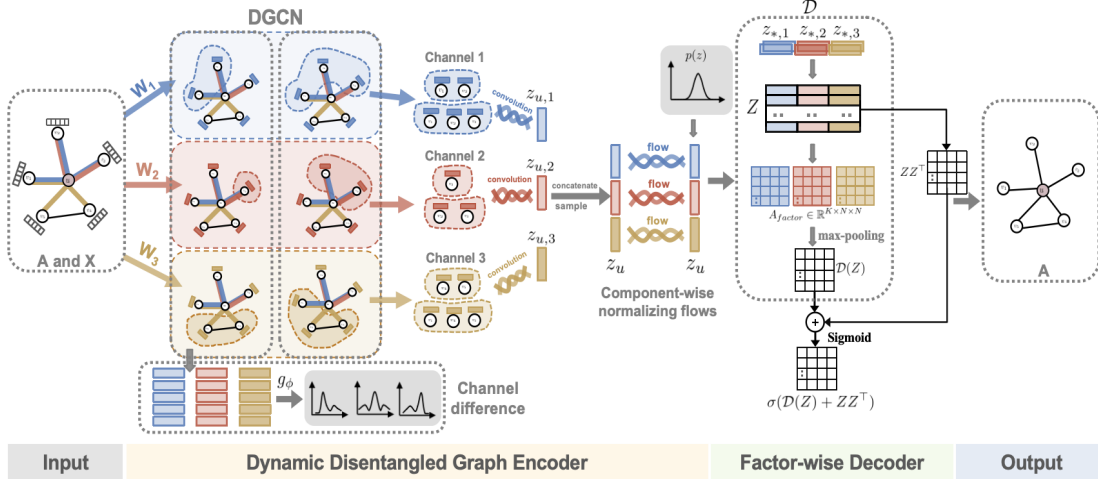 DGCN
W₁
W₂
W₃
A and X
Channel 1
convolution
z_{u,1}
Channel 2
convolution
z_{u,2}
Channel 3
convolution
z_{u,3}
concatenate
sample
p(z)
flow
flow
flow
z_u
z_u
Component-wise
normalizing flows
𝒟
z_{*,1} z_{*,2} z_{*,3}
Z
A_{factor} ∈ ℝ^{K×N×N}
max-pooling
𝒟(Z)
ZZ^⊤
+
Sigmoid
σ(𝒟(Z) + ZZ^⊤)
A
g_ϕ
Channel
difference
Input
Dynamic Disentangled Graph Encoder
Factor-wise Decoder
Output